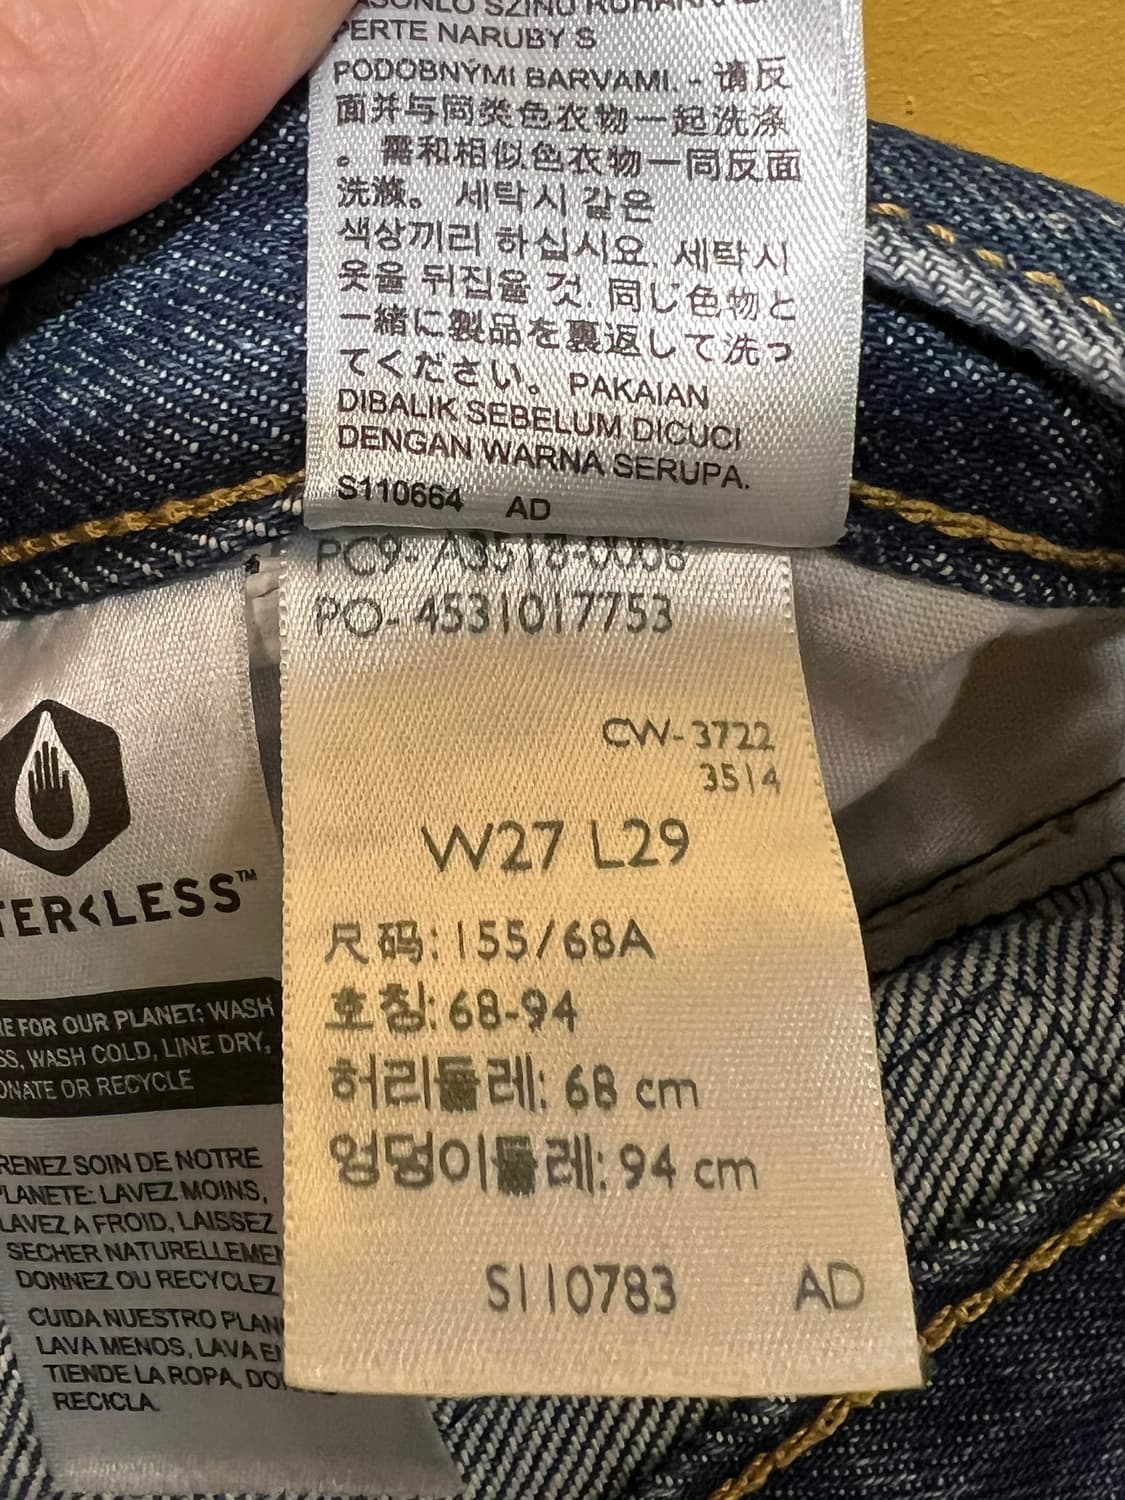 PERTE NARUBY S
PODOBNÝMI BARVAMI. - 请反
面并与同类色衣物一起洗涤
。 需和相似色衣物一同反面
洗滌。 세탁시 같은
색상끼리 하십시요. 세탁시
옷을 뒤집을 것. 同じ色物と
一緒に製品を裏返して洗っ
てください。 PAKAIAN
DIBALIK SEBELUM DICUCI
DENGAN WARNA SERUPA.
S110664 AD
PC9- A3518-0008
PO- 4531017753
CW-3722
3514
W27 L29
尺码: 155/68A
호칭: 68-94
허리둘레: 68 cm
엉덩이둘레: 94 cm
S110783 AD
TER<LESS™
E FOR OUR PLANET: WASH
SS, WASH COLD, LINE DRY,
ONATE OR RECYCLE
RENEZ SOIN DE NOTRE
PLANETE: LAVEZ MOINS,
LAVEZ A FROID, LAISSEZ
SECHER NATURELLEMEN
DONNEZ OU RECYCLEZ
CUIDA NUESTRO PLAN
LAVA MENOS, LAVA E
TIENDE LA ROPA, DO
RECICLA.